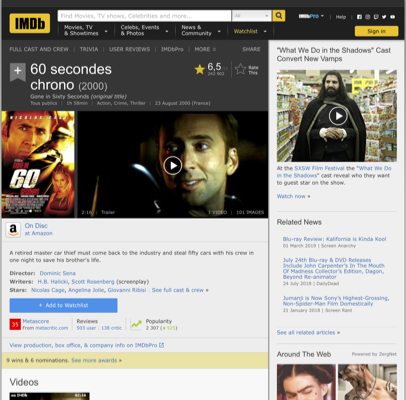 IMDb
Find Movies, TV shows, Celebrities and more...
All
IMDbPro
Help
Movies, TV
& Showtimes
Celebs, Events
& Photos
News &
Community
Watchlist
Sign in
FULL CAST AND CREW | TRIVIA | USER REVIEWS | IMDbPro | MORE
SHARE
60 secondes
chrono (2000)
Gone in Sixty Seconds (original title)
Tous publics | 1h 58min | Action, Crime, Thriller | 23 August 2000 (France)
6,5
Rate
This
NICOLAS CAGE
60
2:16 | Trailer
1 VIDEO | 101 IMAGES
On Disc
at Amazon
A retired master car thief must come back to the industry and steal fifty cars with his crew in
one night to save his brother's life.
Director: Dominic Sena
Writers: H.B. Halicki, Scott Rosenberg (screenplay)
Stars: Nicolas Cage, Angelina Jolie, Giovanni Ribisi | See full cast & crew »
+ Add to Watchlist
35
Metascore
From metacritic.com
Reviews
503 user | 138 critic
Popularity
2 307
View production, box office, & company info on IMDbPro
9 wins & 6 nominations. See more awards »
Videos
"What We Do in the Shadows" Cast
Convert New Vamps
At the SXSW Film Festival the "What We
Do in the Shadows" cast reveal who they
want to guest star on the show.
Watch now »
Related News
Blu-ray Review: Kalifornia is Kinda Kool
01 March 2018 | Screen Anarchy
July 24th Blu-ray & DVD Releases
Include John Carpenter's In The Mouth
Of Madness Collector's Edition, Dagon,
Beyond Re-animator
24 July 2018 | DailyDead
Jumanji is Now Sony's Highest-Grossing,
Non-Spider-Man Film Domestically
21 January 2018 | Screen Rant
See all related articles »
Around The Web
Powered by ZergNet